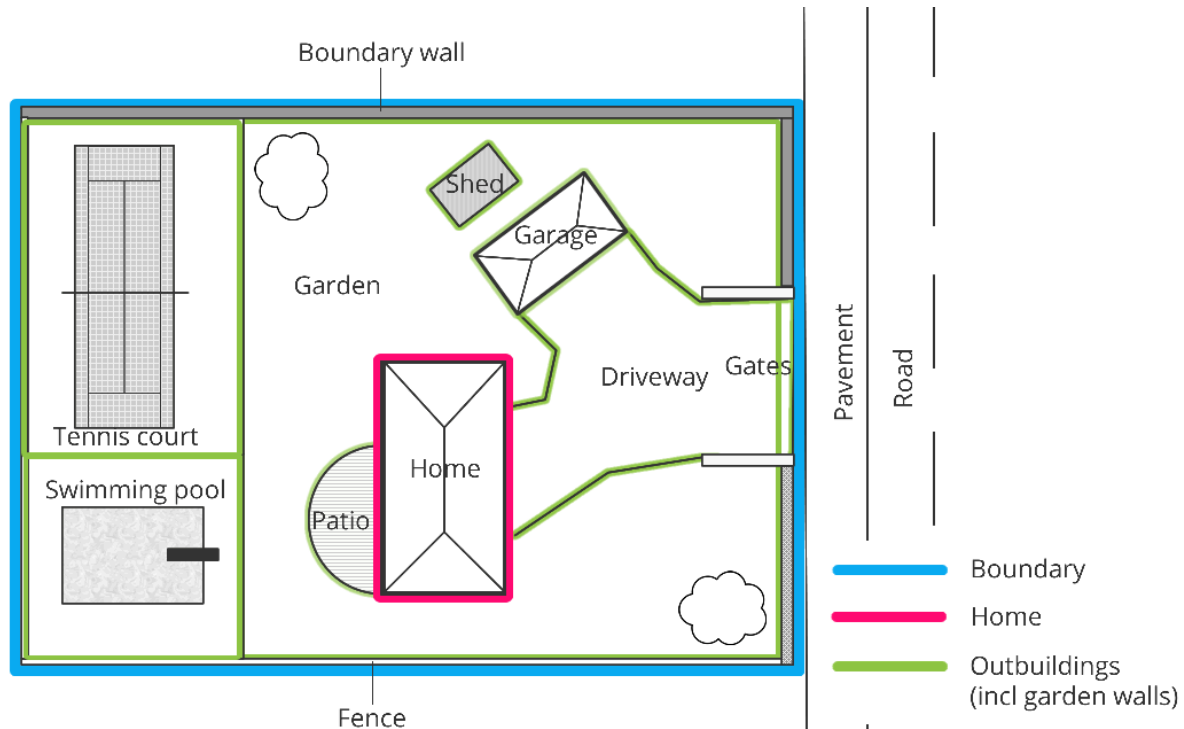 Boundary wall
Shed
Garage
Garden
Pavement
Road
Gates
Driveway
Tennis court
Home
Swimming pool
Patio
Boundary
Home
Outbuildings
(incl garden walls)
Fence